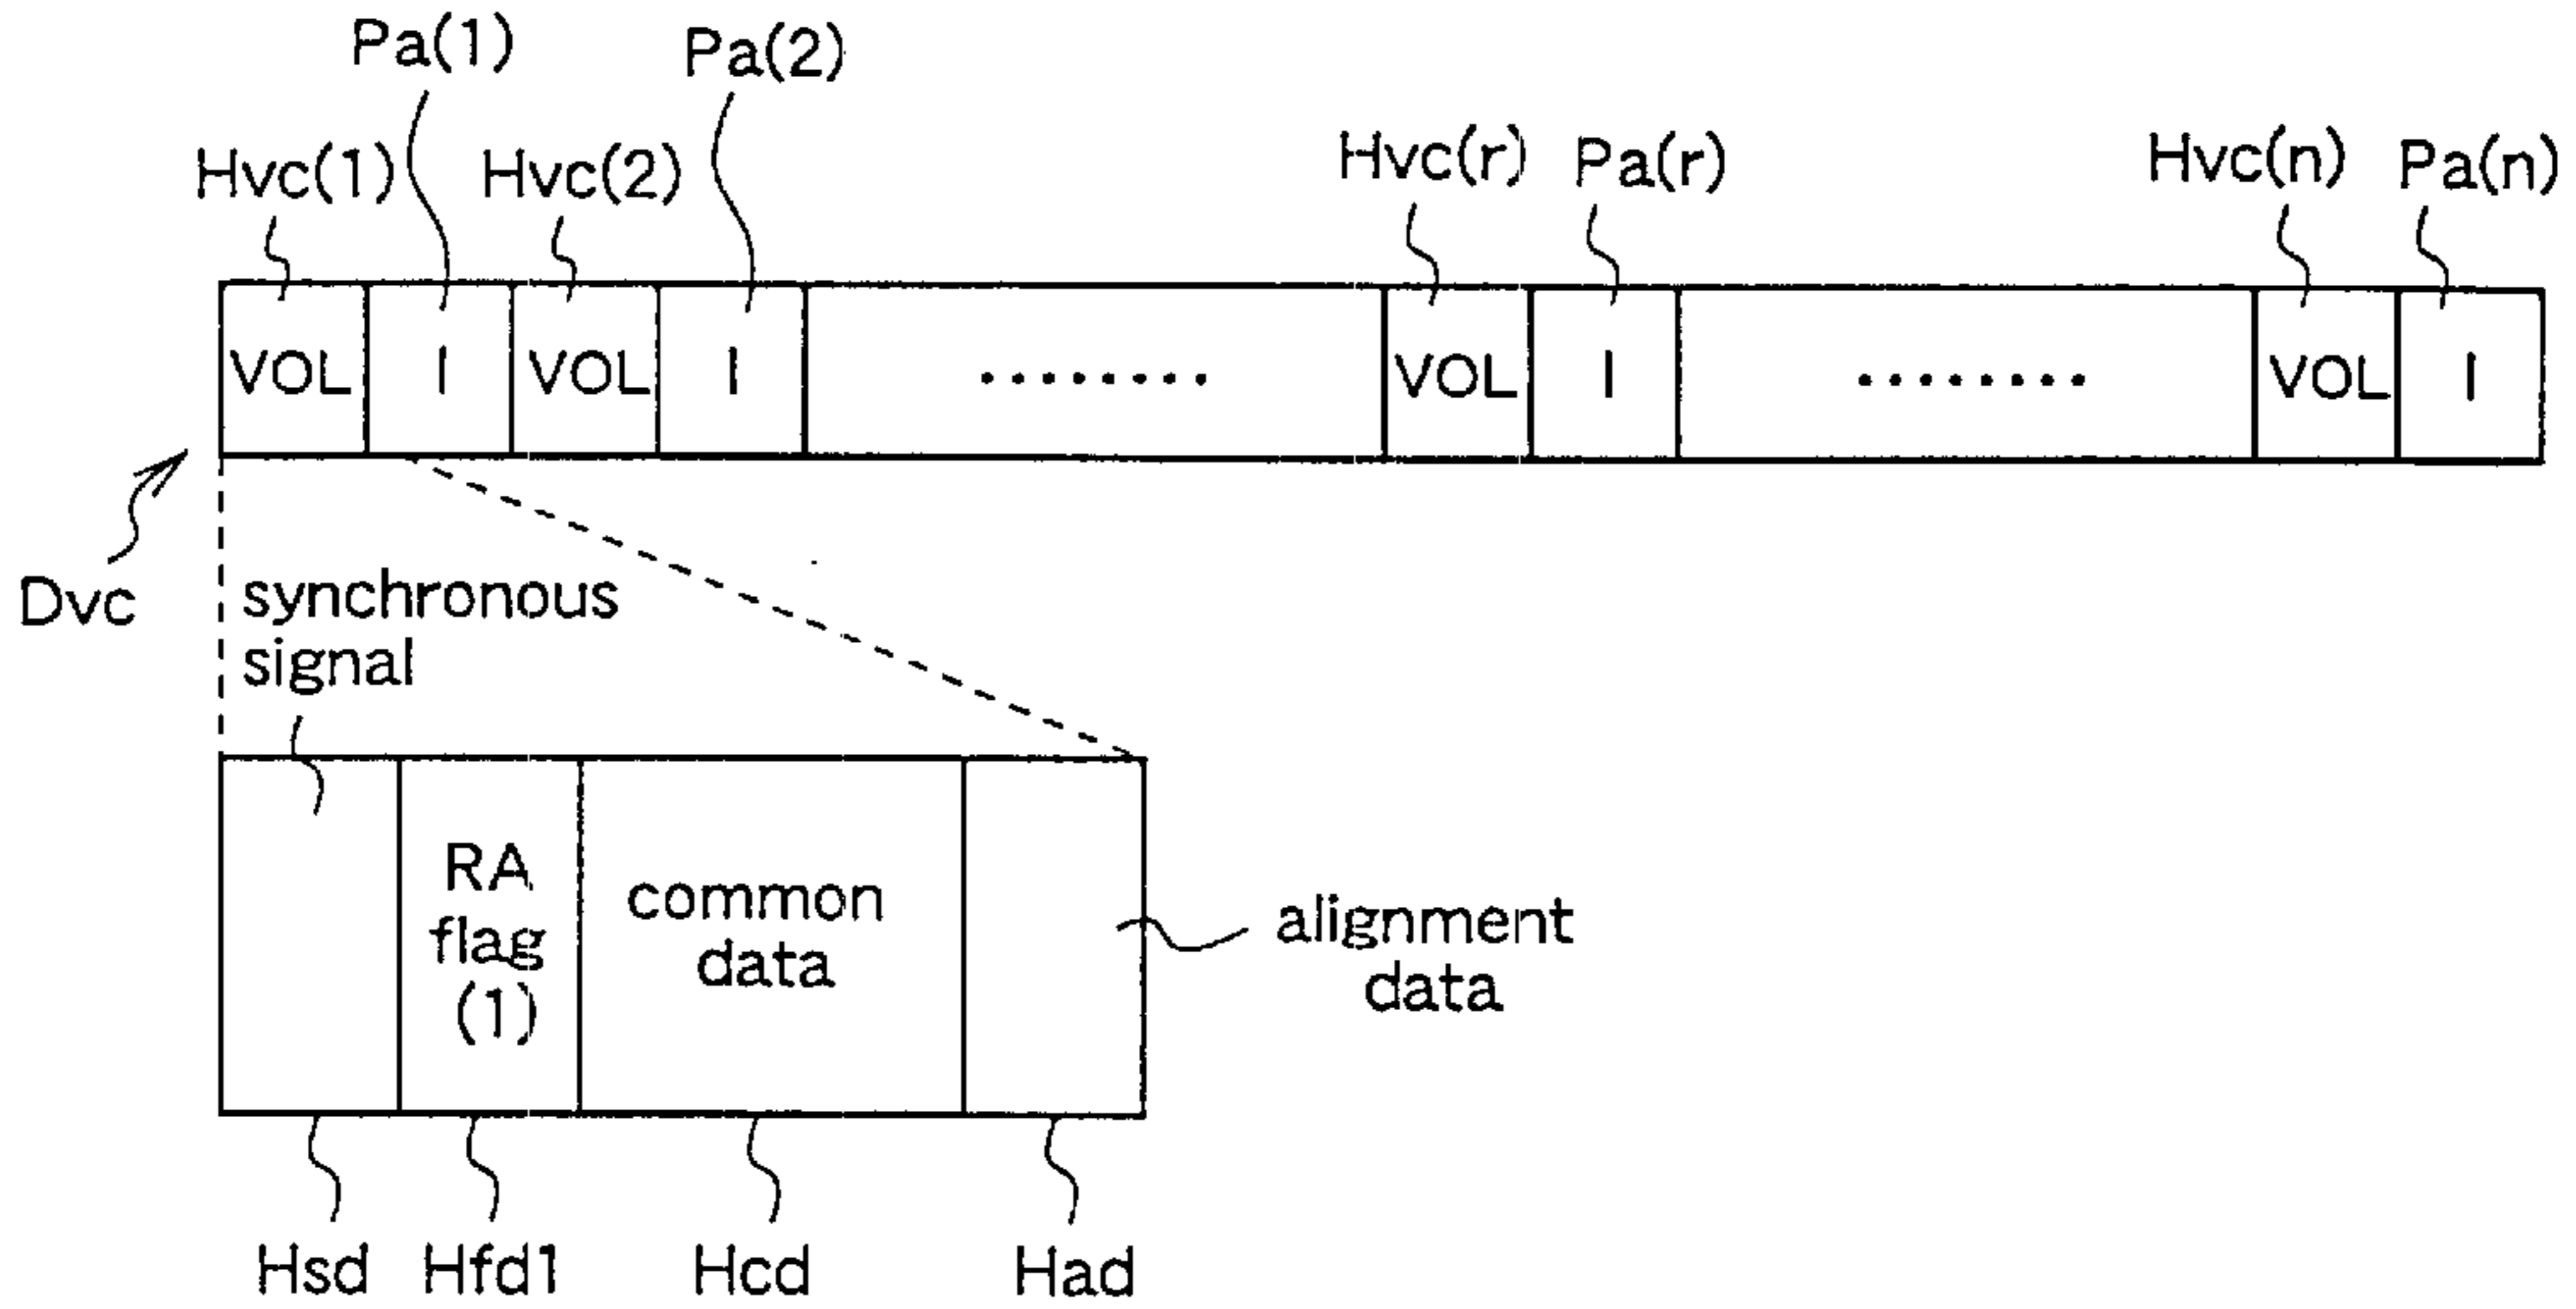 Pa(1) Pa(2)
Hvc(1) Hvc(2) Hvc(r) Pa(r) Hvc(n) Pa(n)
VOL I VOL I ········ VOL I ········ VOL I
Dvc
synchronous
signal
RA
flag
(1)
common
data
alignment
data
Hsd Hfd1 Hcd Had